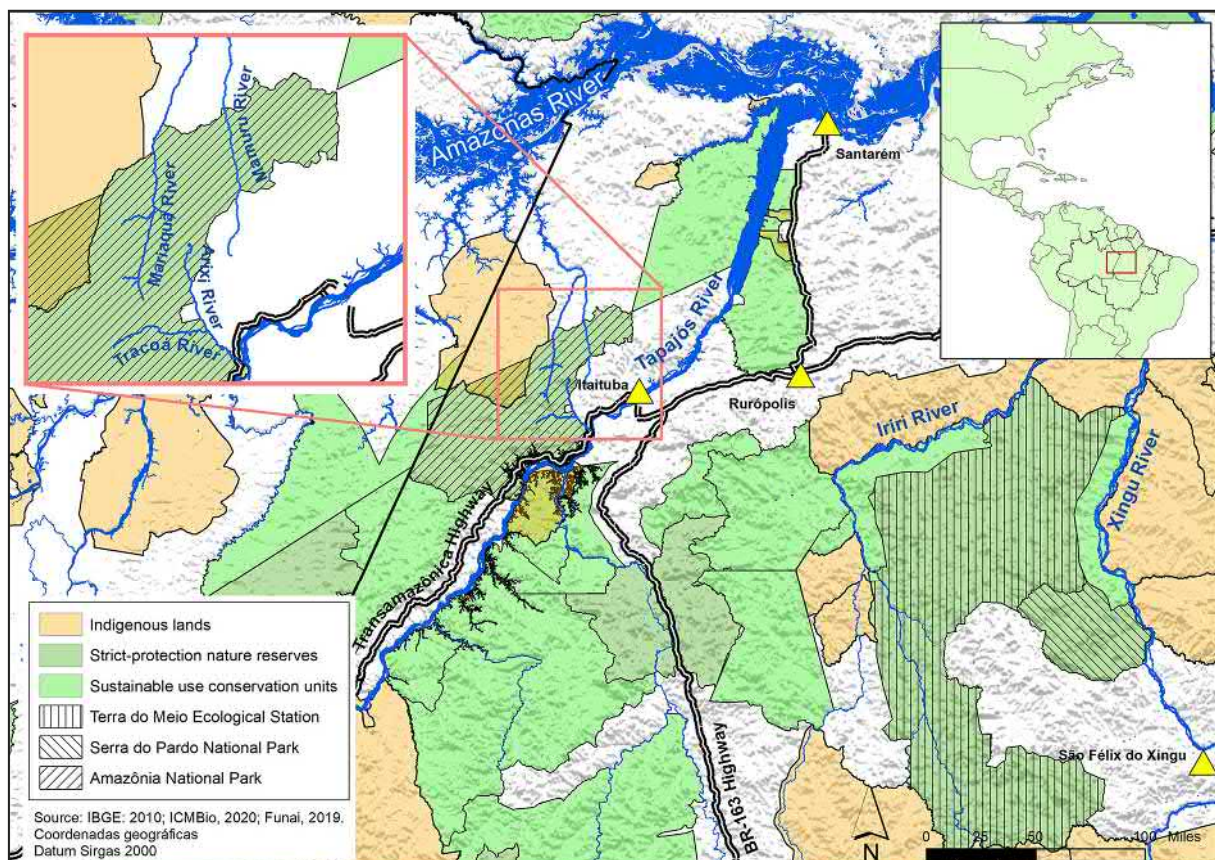 Mariaquã River
Mamuru River
Arixi River
Tracoá River
Amazonas River
Santarém
Tapajós River
Itaituba
Rurópolis
Iriri River
Xingu River
Transamazônica Highway
BR-163 Highway
São Félix do Xingu
Indigenous lands
Strict-protection nature reserves
Sustainable use conservation units
Terra do Meio Ecological Station
Serra do Pardo National Park
Amazônia National Park
Source: IBGE: 2010; ICMBio, 2020; Funai, 2019.
Coordenadas geográficas
Datum Sirgas 2000
N
0 25 50 100 Miles